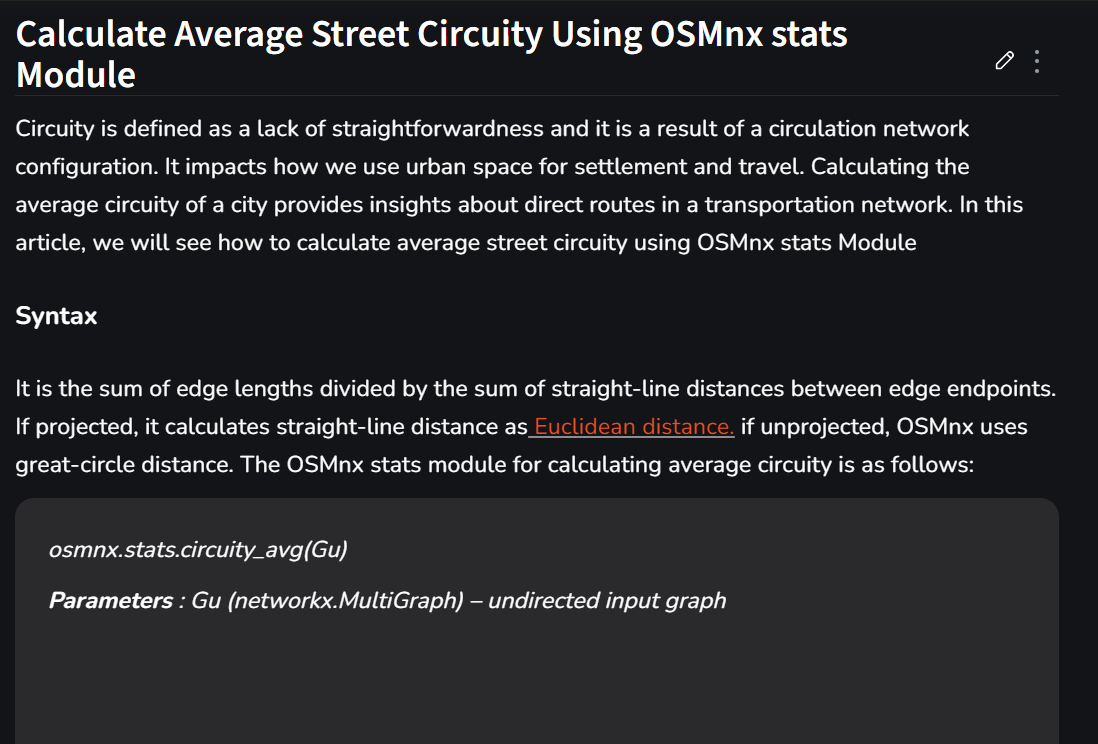 Calculate Average Street Circuity Using OSMnx stats
Module
Circuity is defined as a lack of straightforwardness and it is a result of a circulation network
configuration. It impacts how we use urban space for settlement and travel. Calculating the
average circuity of a city provides insights about direct routes in a transportation network. In this
article, we will see how to calculate average street circuity using OSMnx stats Module
Syntax
It is the sum of edge lengths divided by the sum of straight-line distances between edge endpoints.
If projected, it calculates straight-line distance as Euclidean distance. if unprojected, OSMnx uses
great-circle distance. The OSMnx stats module for calculating average circuity is as follows:
osmnx.stats.circuity_avg(Gu)
Parameters : Gu (networkx.MultiGraph) – undirected input graph